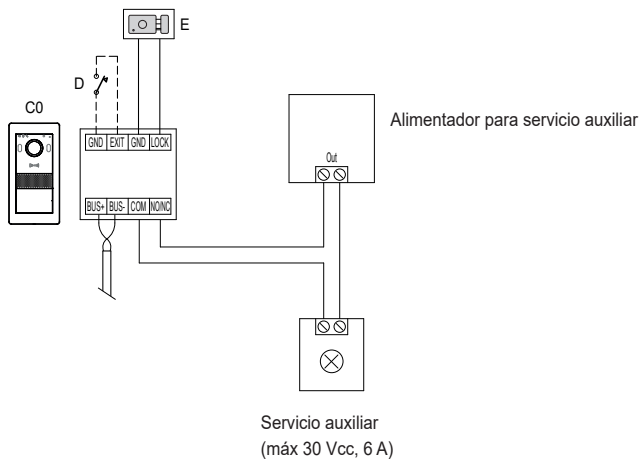 E
D
C0
GND EXIT GND LOCK
Alimentador para servicio auxiliar
Out
BUS+ BUS- COM NO/NC
Servicio auxiliar
(máx 30 Vcc, 6 A)